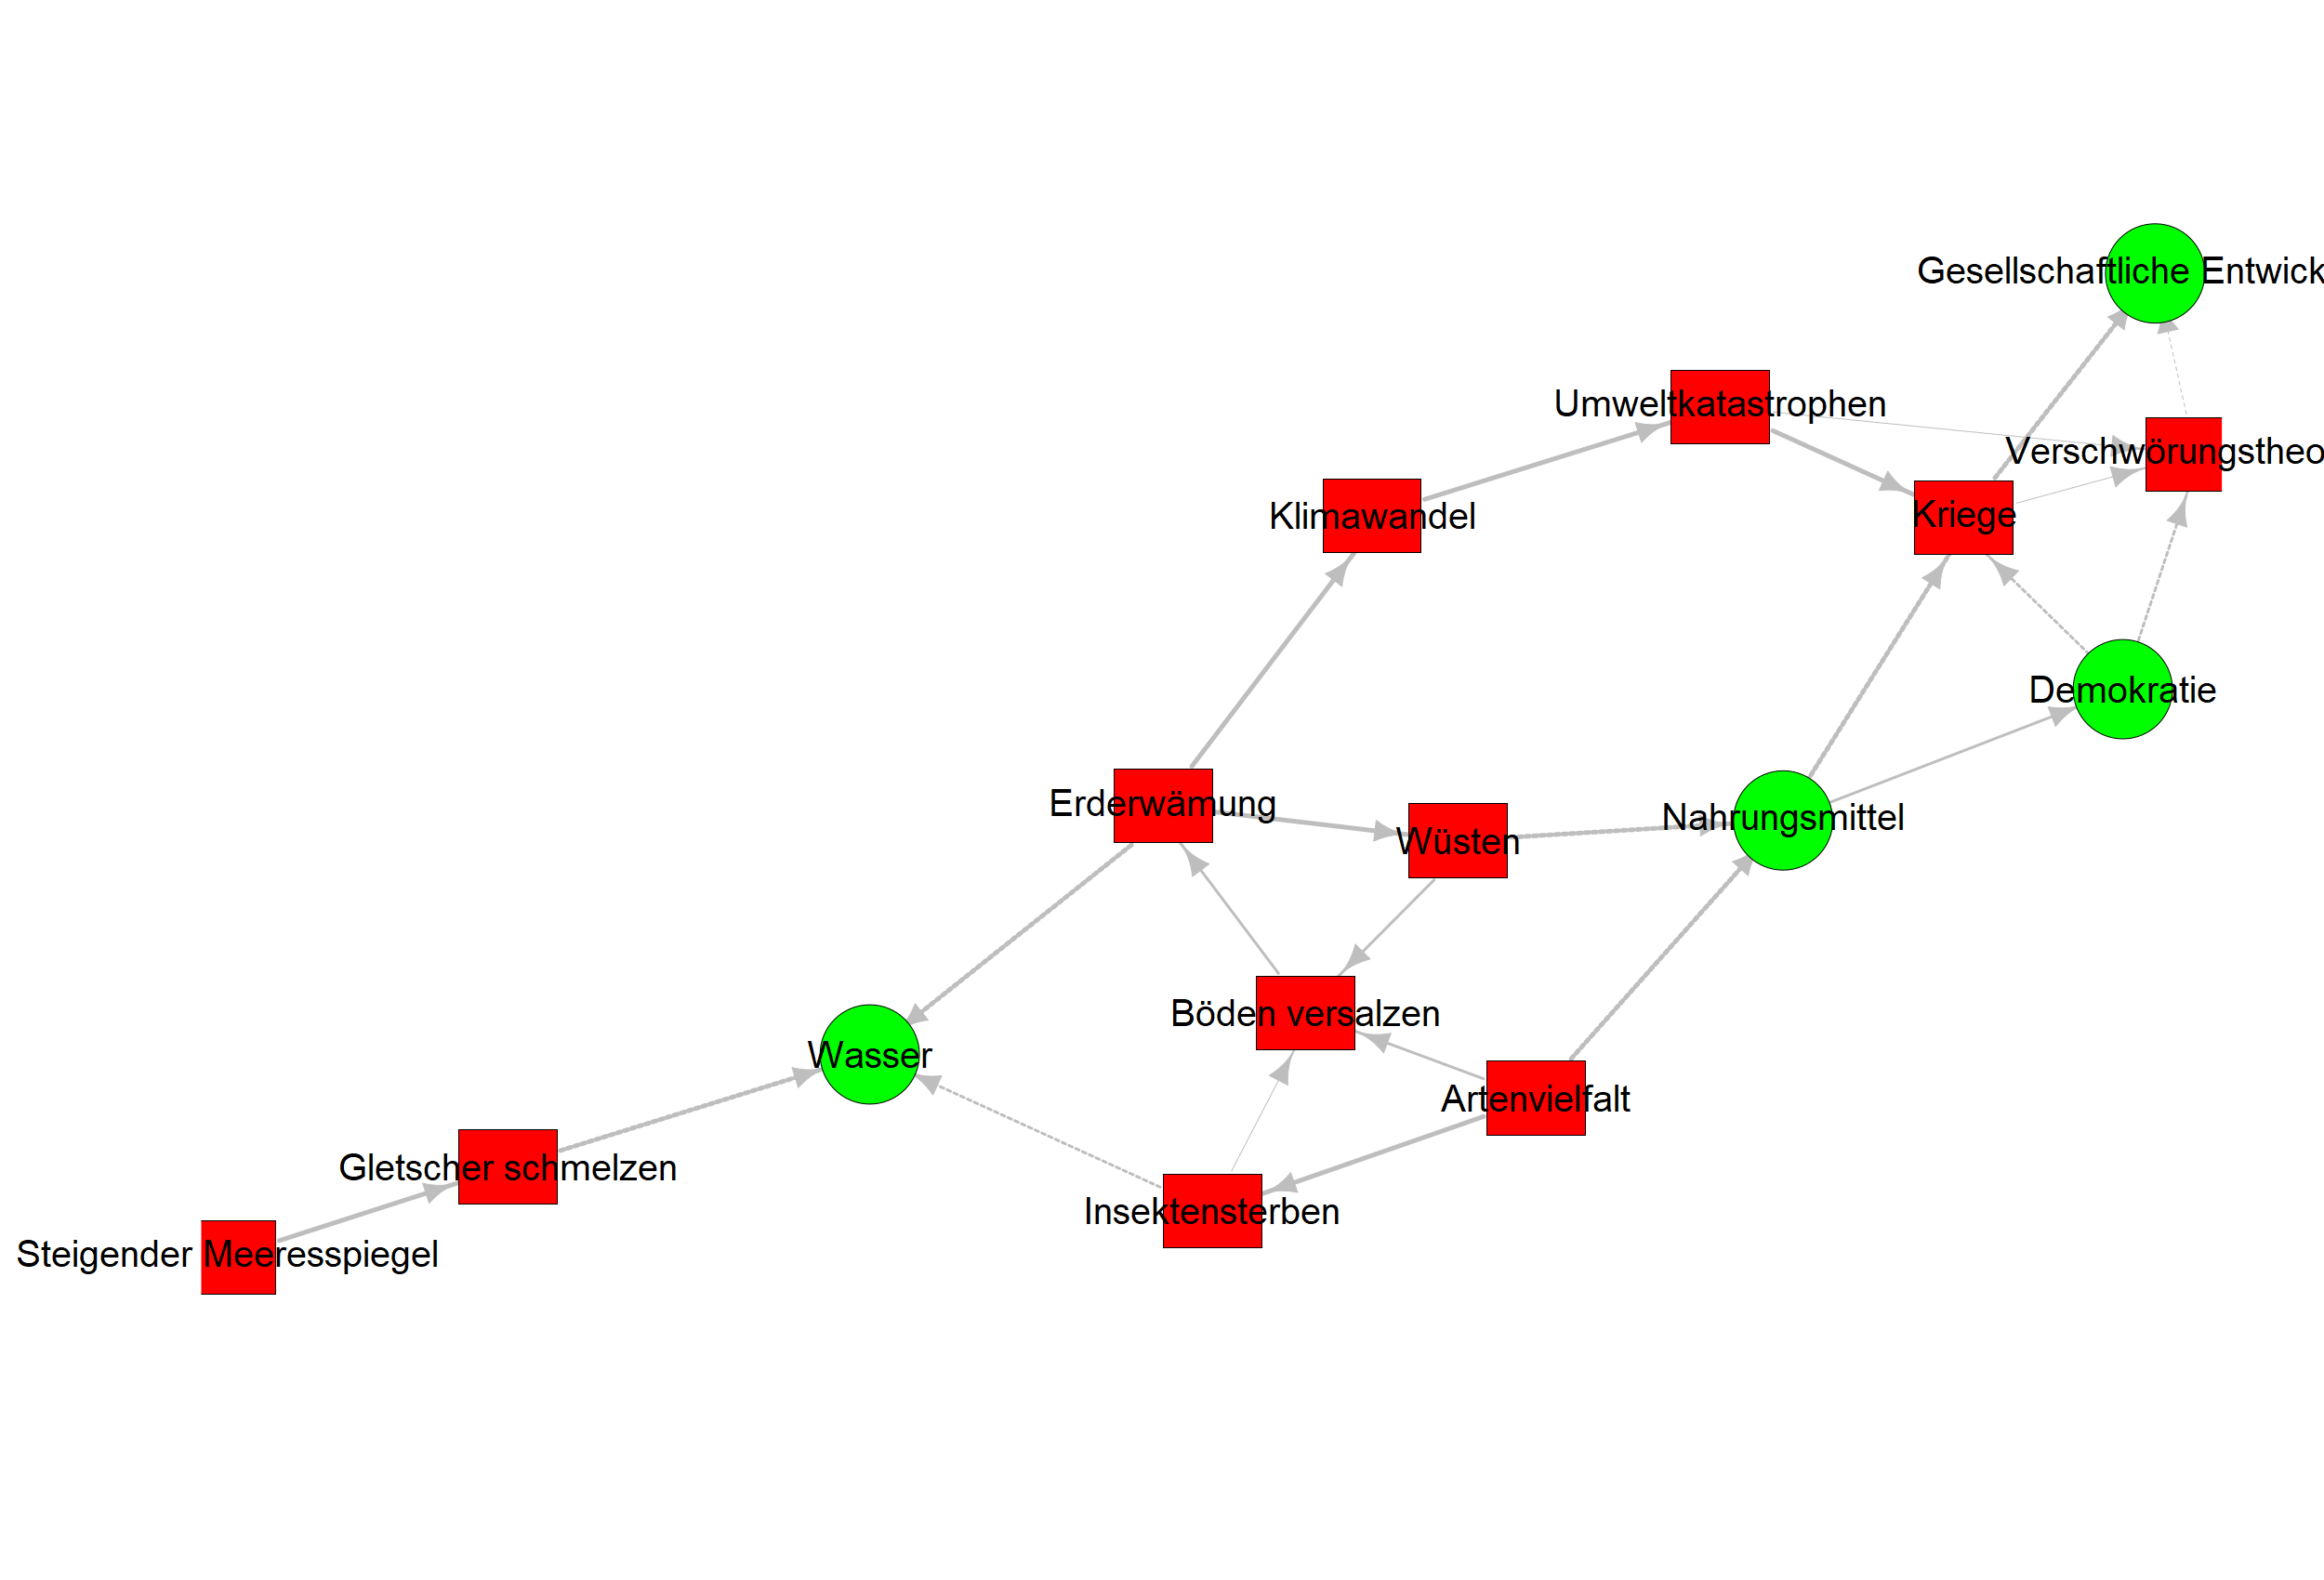 Gesellschaftliche Entwick
Umweltkatastrophen
Verschwörungstheo
Klimawandel
Kriege
Demokratie
Erderwämung
Nahrungsmittel
Wüsten
Böden versalzen
Wasser
Artenvielfalt
Gletscher schmelzen
Insektensterben
Steigender Meeresspiegel